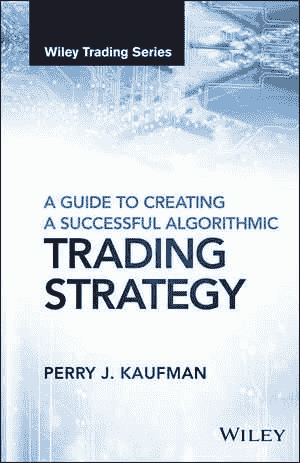 Wiley Trading Series
A GUIDE TO CREATING
A SUCCESSFUL ALGORITHMIC
TRADING
STRATEGY
PERRY J. KAUFMAN
WILEY